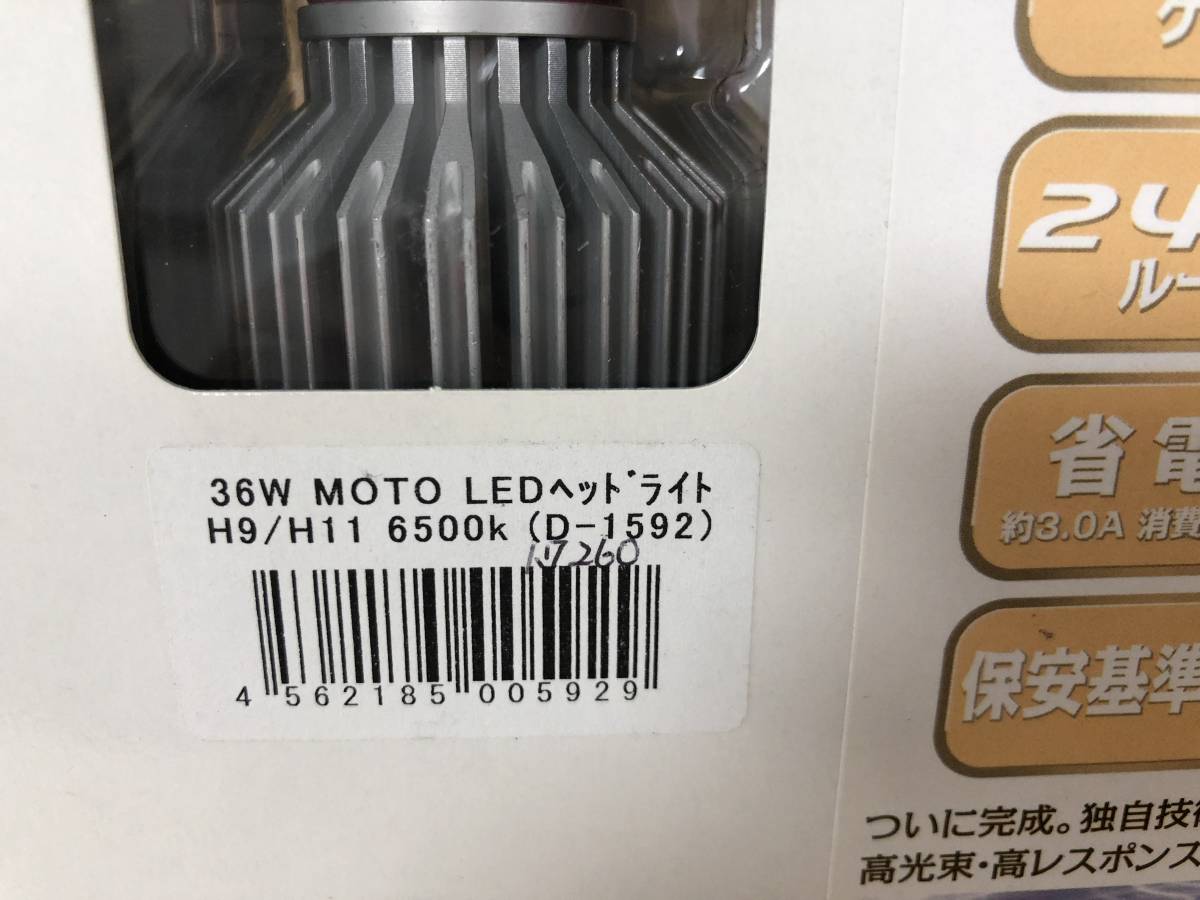 36W MOTO LEDヘッドライト
H9/H11 6500k (D-1592)
4 562185 005929
ケ
24
ルー
省電
約3.0A 消費
保安基準
ついに完成。独自技術
高光束・高レスポンス